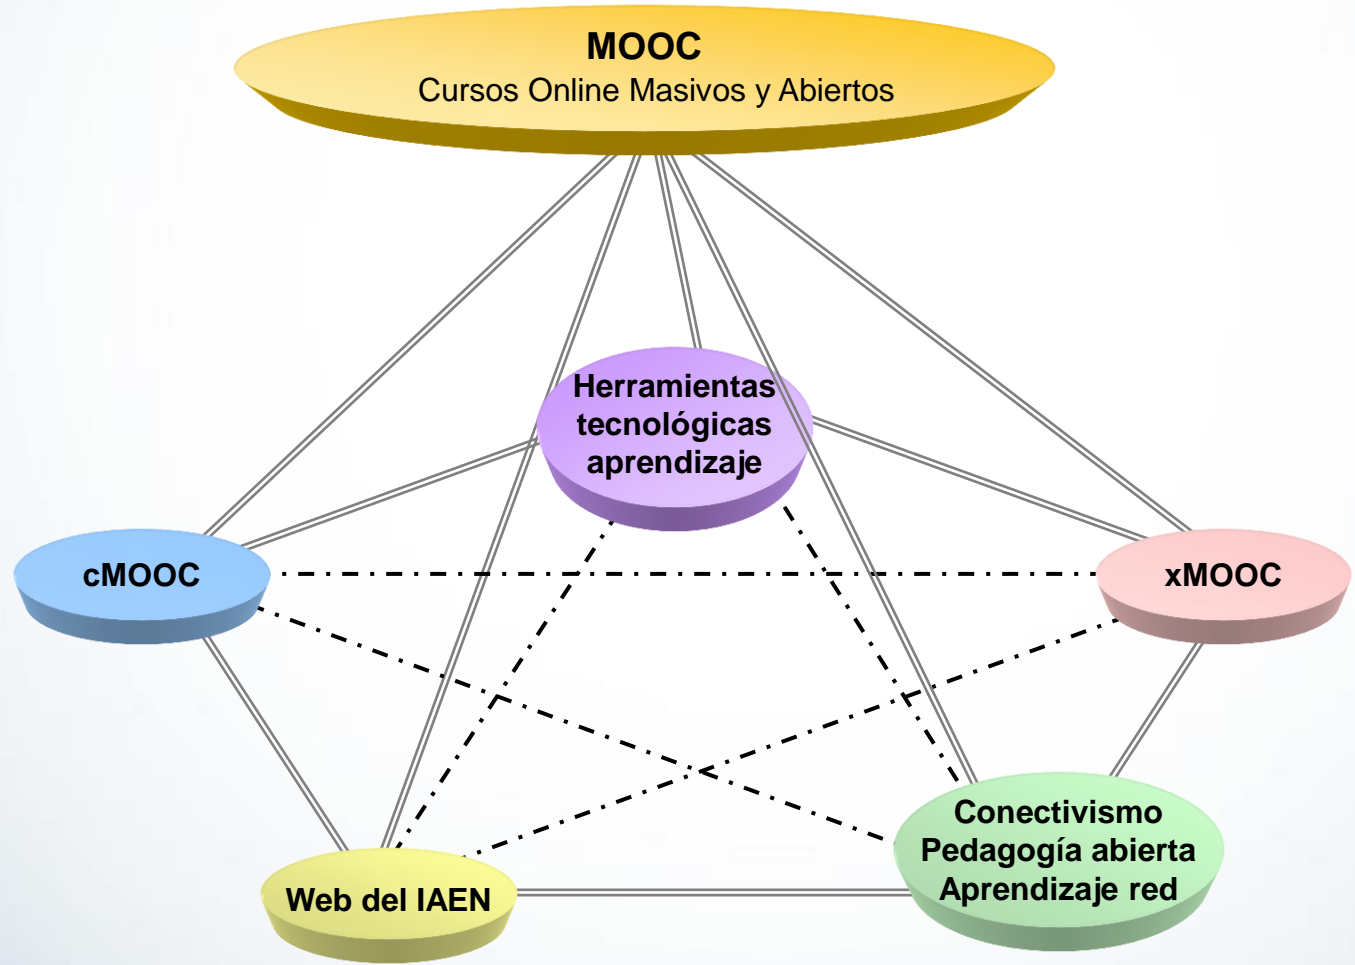 MOOC
Cursos Online Masivos y Abiertos
Herramientas
tecnológicas
aprendizaje
cMOOC
xMOOC
Conectivismo
Pedagogía abierta
Aprendizaje red
Web del IAEN